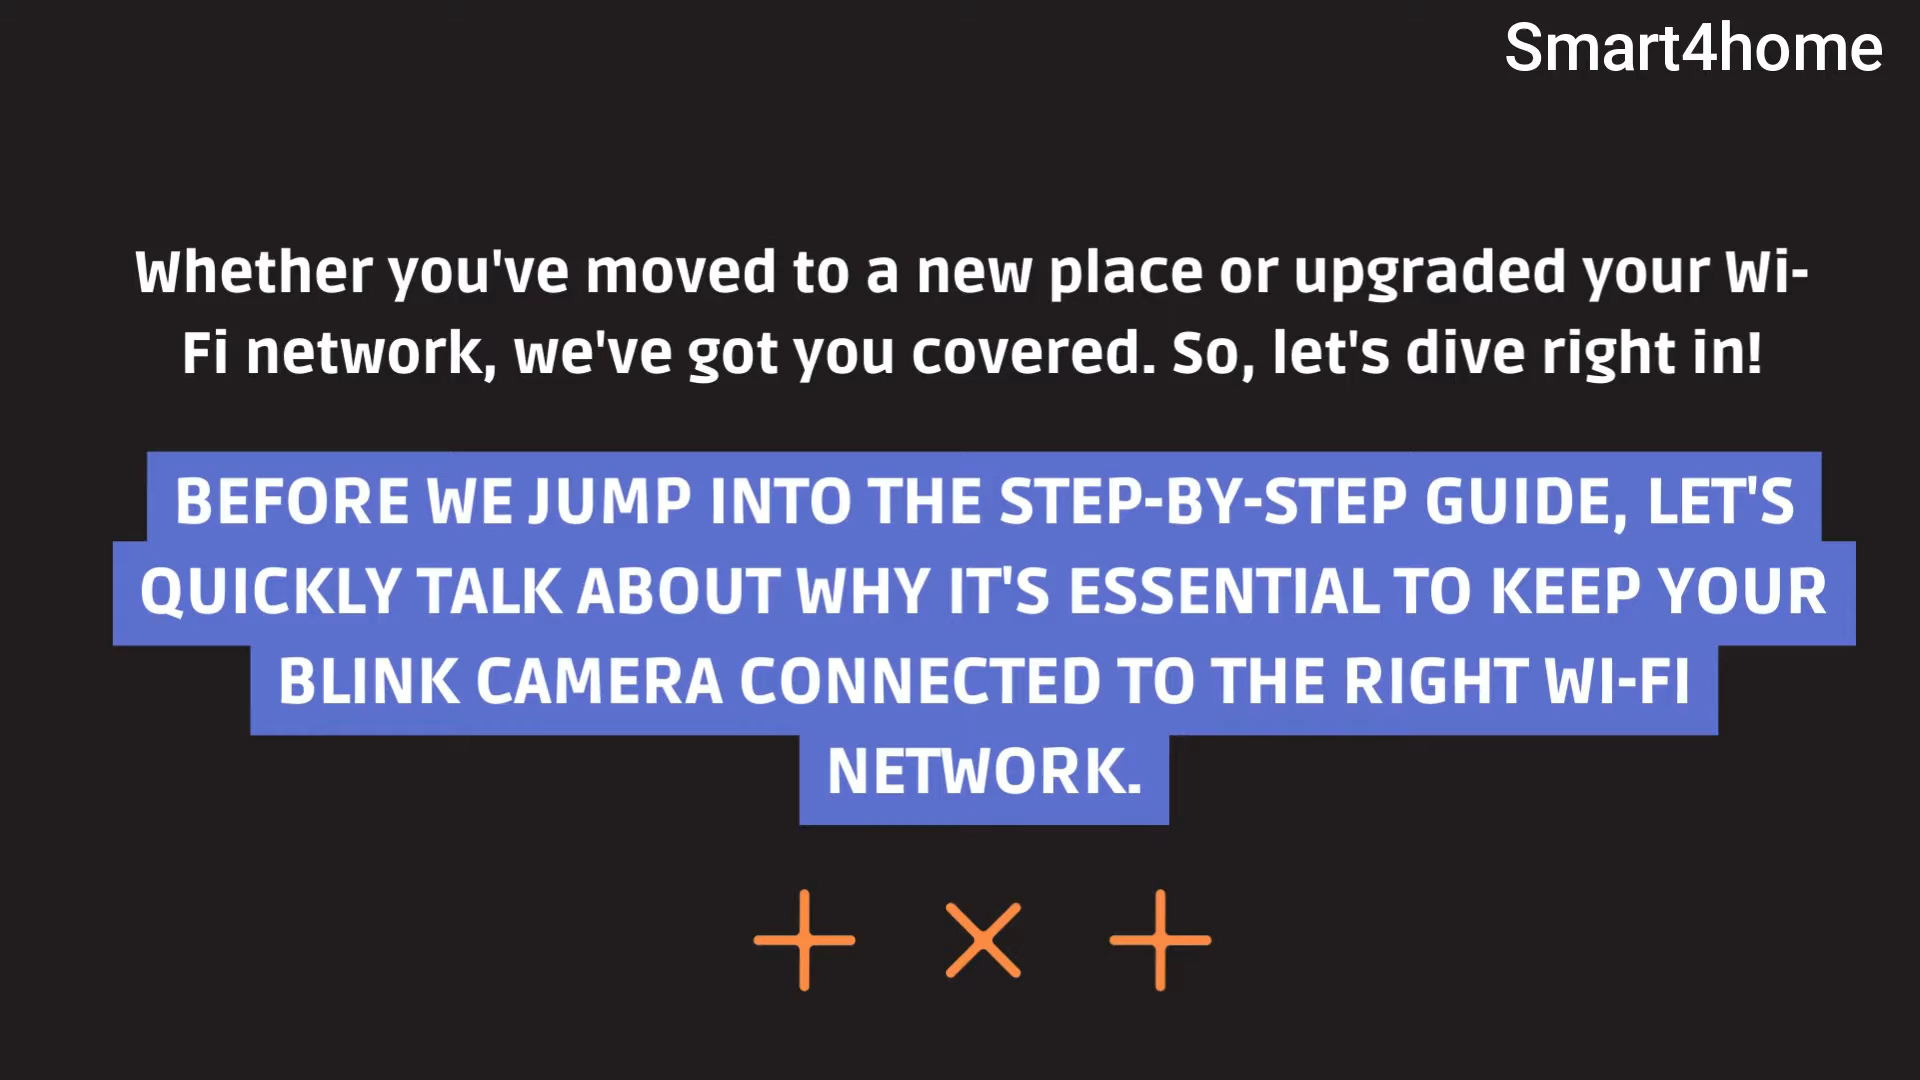 Smart4home
Whether you've moved to a new place or upgraded your Wi-
Fi network, we've got you covered. So, let's dive right in!
BEFORE WE JUMP INTO THE STEP-BY-STEP GUIDE, LET'S
QUICKLY TALK ABOUT WHY IT'S ESSENTIAL TO KEEP YOUR
BLINK CAMERA CONNECTED TO THE RIGHT WI-FI
NETWORK.